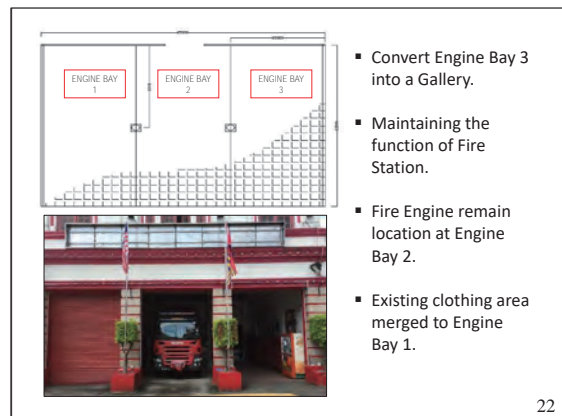 ENGINE BAY
1
ENGINE BAY
2
ENGINE BAY
3
▪ Convert Engine Bay 3
into a Gallery.
▪ Maintaining the
function of Fire
Station.
▪ Fire Engine remain
location at Engine
Bay 2.
▪ Existing clothing area
merged to Engine
Bay 1.
22